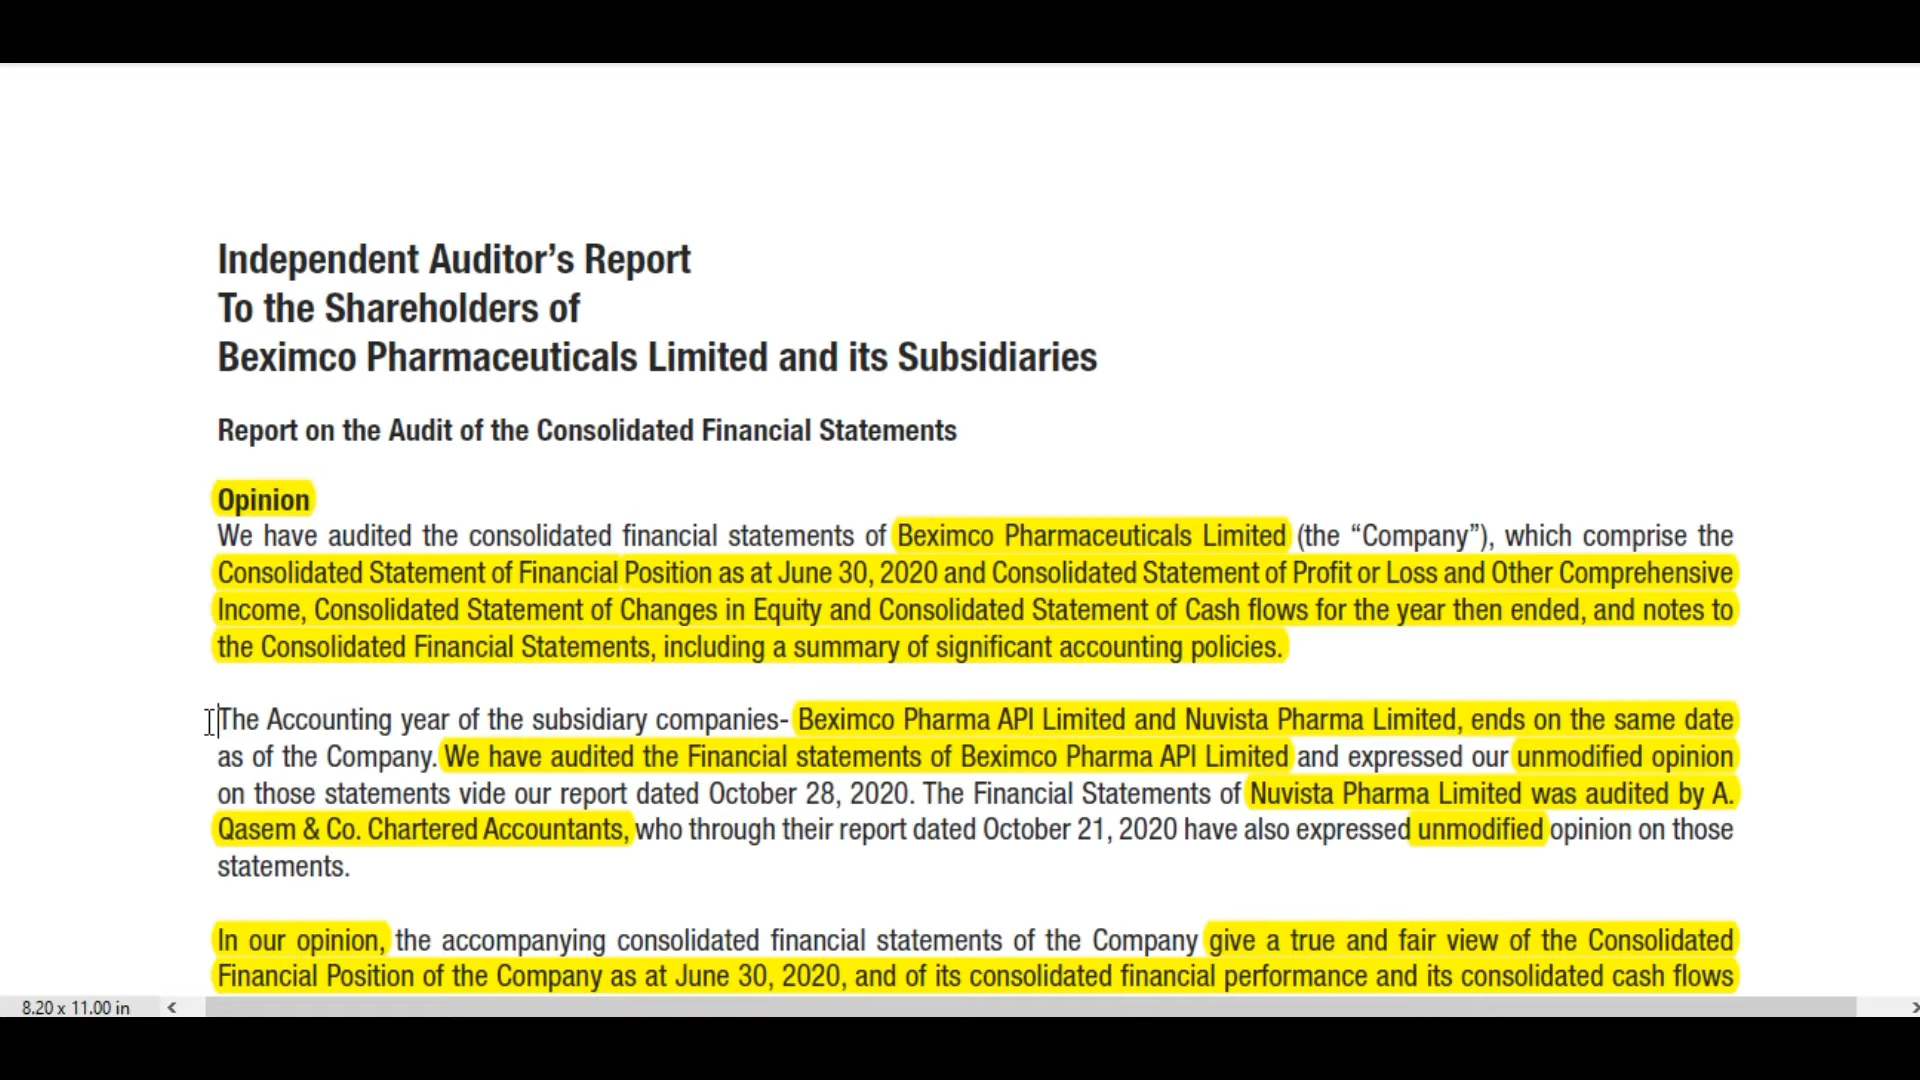 Independent Auditor’s Report
To the Shareholders of
Beximco Pharmaceuticals Limited and its Subsidiaries
Report on the Audit of the Consolidated Financial Statements
Opinion
We have audited the consolidated financial statements of Beximco Pharmaceuticals Limited (the “Company”), which comprise the
Consolidated Statement of Financial Position as at June 30, 2020 and Consolidated Statement of Profit or Loss and Other Comprehensive
Income, Consolidated Statement of Changes in Equity and Consolidated Statement of Cash flows for the year then ended, and notes to
the Consolidated Financial Statements, including a summary of significant accounting policies.
The Accounting year of the subsidiary companies- Beximco Pharma API Limited and Nuvista Pharma Limited, ends on the same date
as of the Company. We have audited the Financial statements of Beximco Pharma API Limited and expressed our unmodified opinion
on those statements vide our report dated October 28, 2020. The Financial Statements of Nuvista Pharma Limited was audited by A.
Qasem & Co. Chartered Accountants, who through their report dated October 21, 2020 have also expressed unmodified opinion on those
statements.
In our opinion, the accompanying consolidated financial statements of the Company give a true and fair view of the Consolidated
Financial Position of the Company as at June 30, 2020, and of its consolidated financial performance and its consolidated cash flows
8.20 x 11.00 in